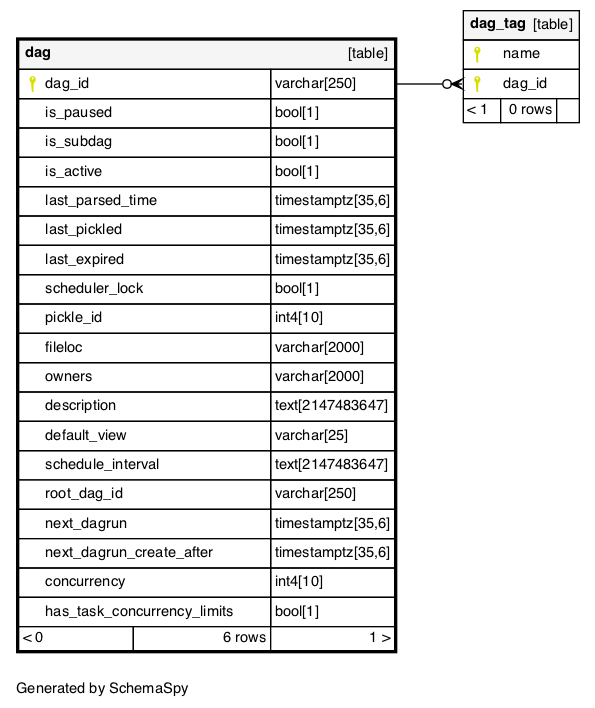 dag [table]
dag_id varchar[250]
is_paused bool[1]
is_subdag bool[1]
is_active bool[1]
last_parsed_time timestamptz[35,6]
last_pickled timestamptz[35,6]
last_expired timestamptz[35,6]
scheduler_lock bool[1]
pickle_id int4[10]
fileloc varchar[2000]
owners varchar[2000]
description text[2147483647]
default_view varchar[25]
schedule_interval text[2147483647]
root_dag_id varchar[250]
next_dagrun timestamptz[35,6]
next_dagrun_create_after timestamptz[35,6]
concurrency int4[10]
has_task_concurrency_limits bool[1]
< 0 6 rows 1 >
dag_tag [table]
name
dag_id
< 1 0 rows
Generated by SchemaSpy